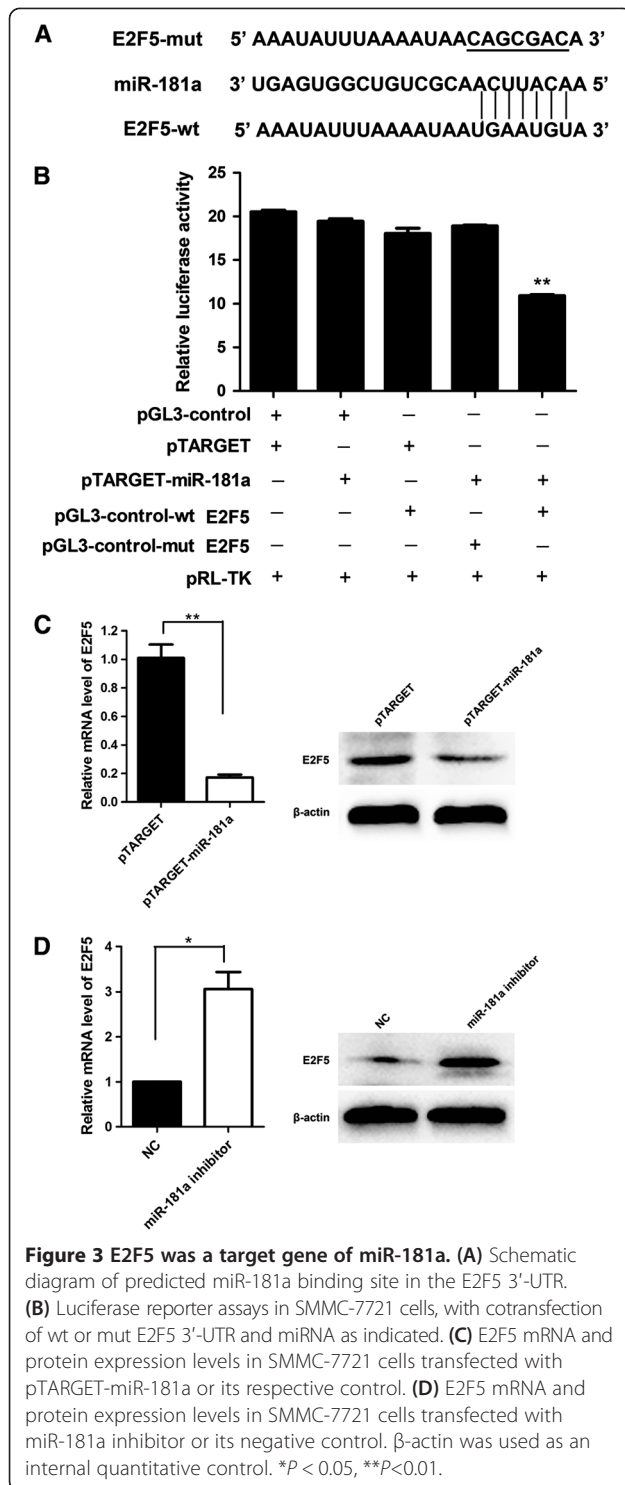 A
E2F5-mut 5′ AAAUAUUUAAAAUAACAGCGACA 3′
miR-181a 3′ UGAGUGGCUGUCGCAACUUACAA 5′
E2F5-wt 5′ AAAUAUUUAAAAUAAUGAAUGUA 3′
B
Relative luciferase activity
25
20
15
10
5
0
**
pGL3-control + + − − −
pTARGET + − + − −
pTARGET-miR-181a − + − + +
pGL3-control-wt E2F5 − − + − +
pGL3-control-mut E2F5 − − − + −
pRL-TK + + + + +
C
Relative mRNA level of E2F5
1.2
1.0
0.8
0.6
0.4
0.2
0.0
**
pTARGET
pTARGET-miR-181a
pTARGET
pTARGET-miR-181a
E2F5
β-actin
D
Relative mRNA level of E2F5
4
3
2
1
0
*
NC
miR-181a inhibitor
NC
miR-181a inhibitor
E2F5
β-actin
Figure 3 E2F5 was a target gene of miR-181a. (A) Schematic
diagram of predicted miR-181a binding site in the E2F5 3′-UTR.
(B) Luciferase reporter assays in SMMC-7721 cells, with cotransfection
of wt or mut E2F5 3′-UTR and miRNA as indicated. (C) E2F5 mRNA and
protein expression levels in SMMC-7721 cells transfected with
pTARGET-miR-181a or its respective control. (D) E2F5 mRNA and
protein expression levels in SMMC-7721 cells transfected with
miR-181a inhibitor or its negative control. β-actin was used as an
internal quantitative control. *P < 0.05, **P<0.01.